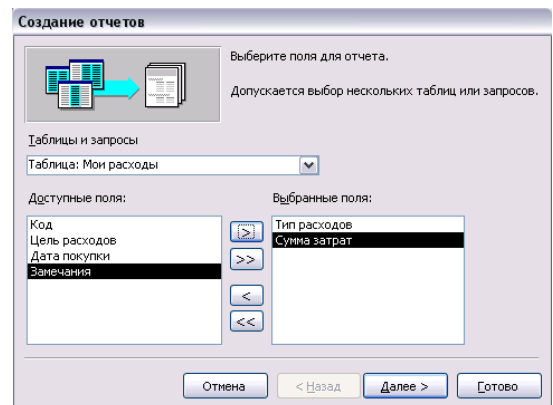 Создание отчетов
Выберите поля для отчета.
Допускается выбор нескольких таблиц или запросов.
Таблицы и запросы
Таблица: Мои расходы
Доступные поля:
Выбранные поля:
Код
Цель расходов
Дата покупки
Замечания
>
>>
<
<<
Тип расходов
Сумма затрат
Отмена
< Назад
Далее >
Готово